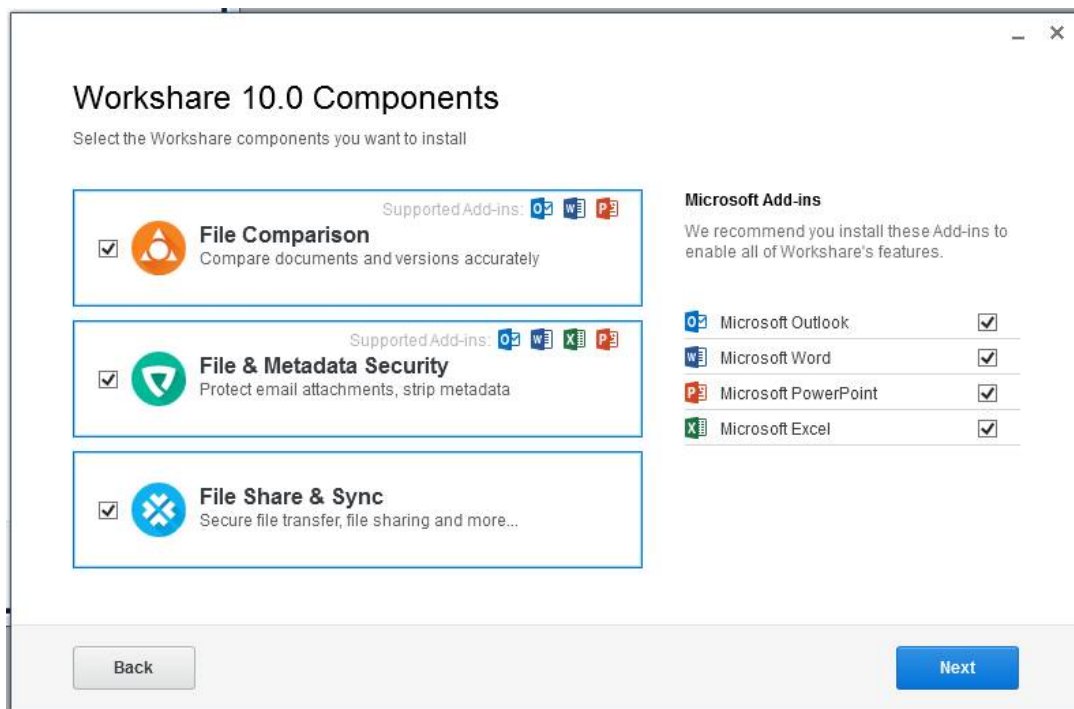 Workshare 10.0 Components
Select the Workshare components you want to install
Supported Add-ins:
File Comparison
Compare documents and versions accurately
Supported Add-ins:
File & Metadata Security
Protect email attachments, strip metadata
File Share & Sync
Secure file transfer, file sharing and more...
Microsoft Add-ins
We recommend you install these Add-ins to
enable all of Workshare's features.
Microsoft Outlook
Microsoft Word
Microsoft PowerPoint
Microsoft Excel
Back
Next